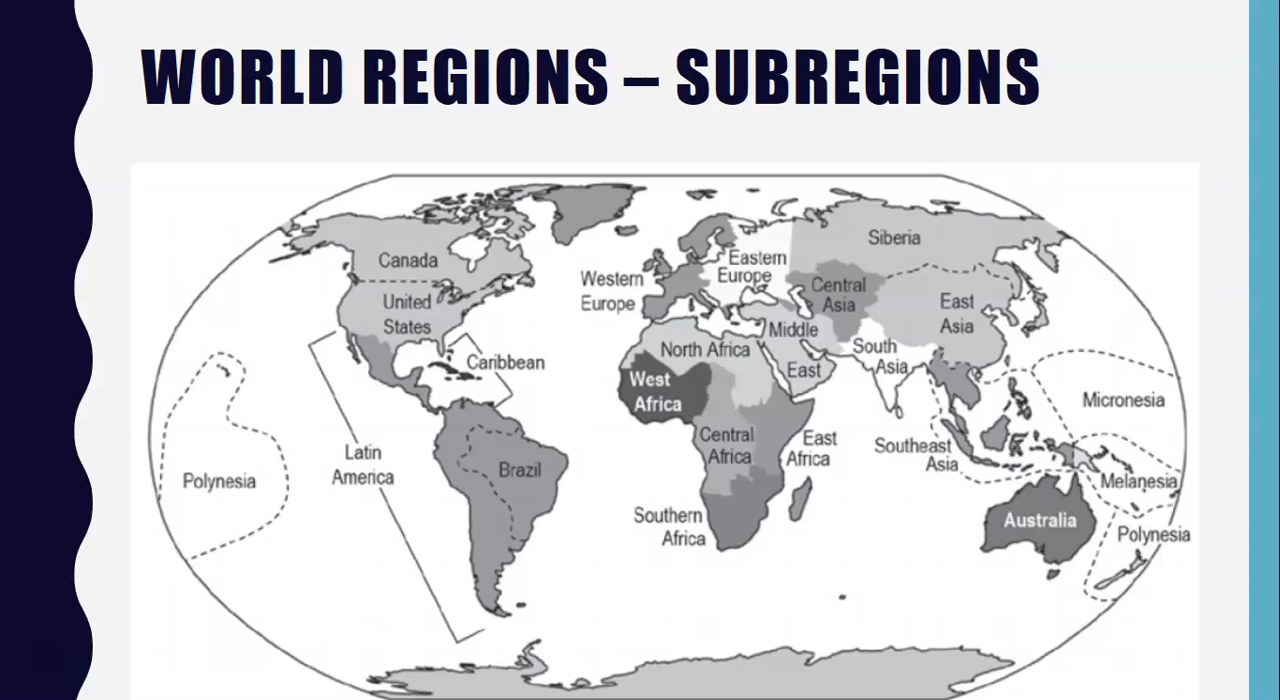 WORLD REGIONS – SUBREGIONS
Canada
United
States
Caribbean
Latin
America
Brazil
Polynesia
Western
Europe
Eastern
Europe
Siberia
Central
Asia
East
Asia
Middle
East
South
Asia
North Africa
West
Africa
Central
Africa
East
Africa
Southern
Africa
Southeast
Asia
Micronesia
Melanesia
Australia
Polynesia